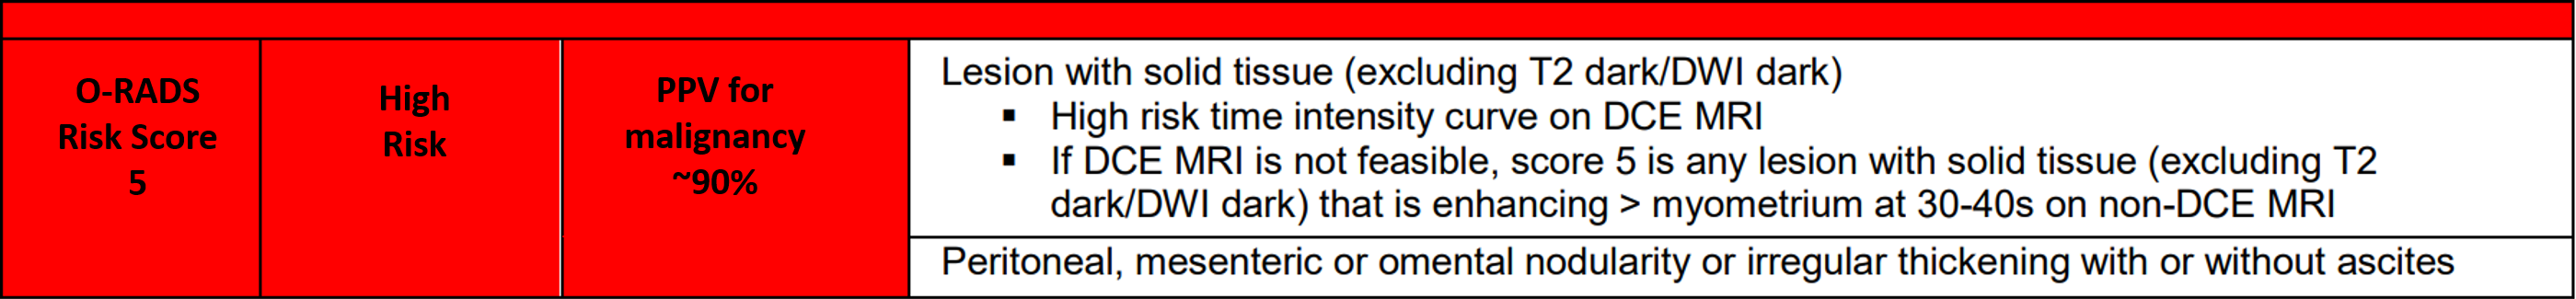 O-RADS
Risk Score
5
High
Risk
PPV for
malignancy
~90%
Lesion with solid tissue (excluding T2 dark/DWI dark)
▪ High risk time intensity curve on DCE MRI
▪ If DCE MRI is not feasible, score 5 is any lesion with solid tissue (excluding T2
dark/DWI dark) that is enhancing > myometrium at 30-40s on non-DCE MRI
Peritoneal, mesenteric or omental nodularity or irregular thickening with or without ascites